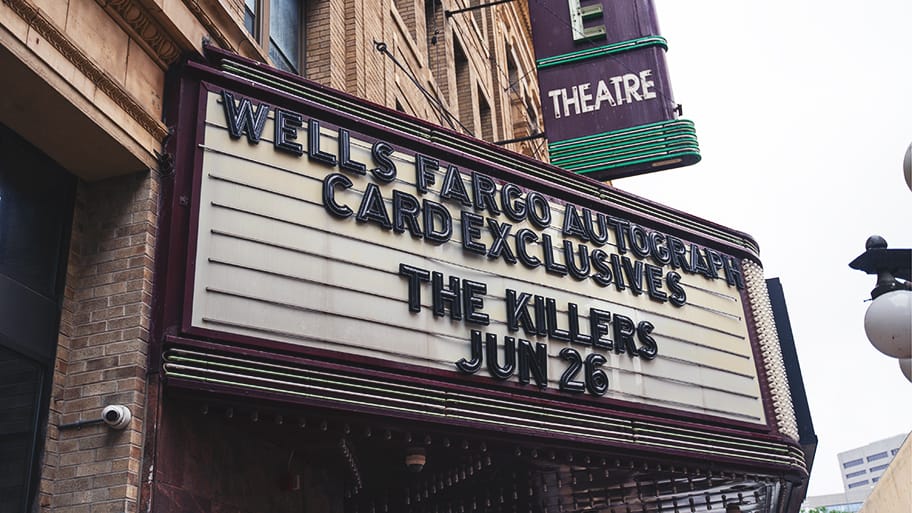 E
THEATRE
WELLS FARGO AUTOGRAPH
CARD EXCLUSIVES
THE KILLERS
JUN 26